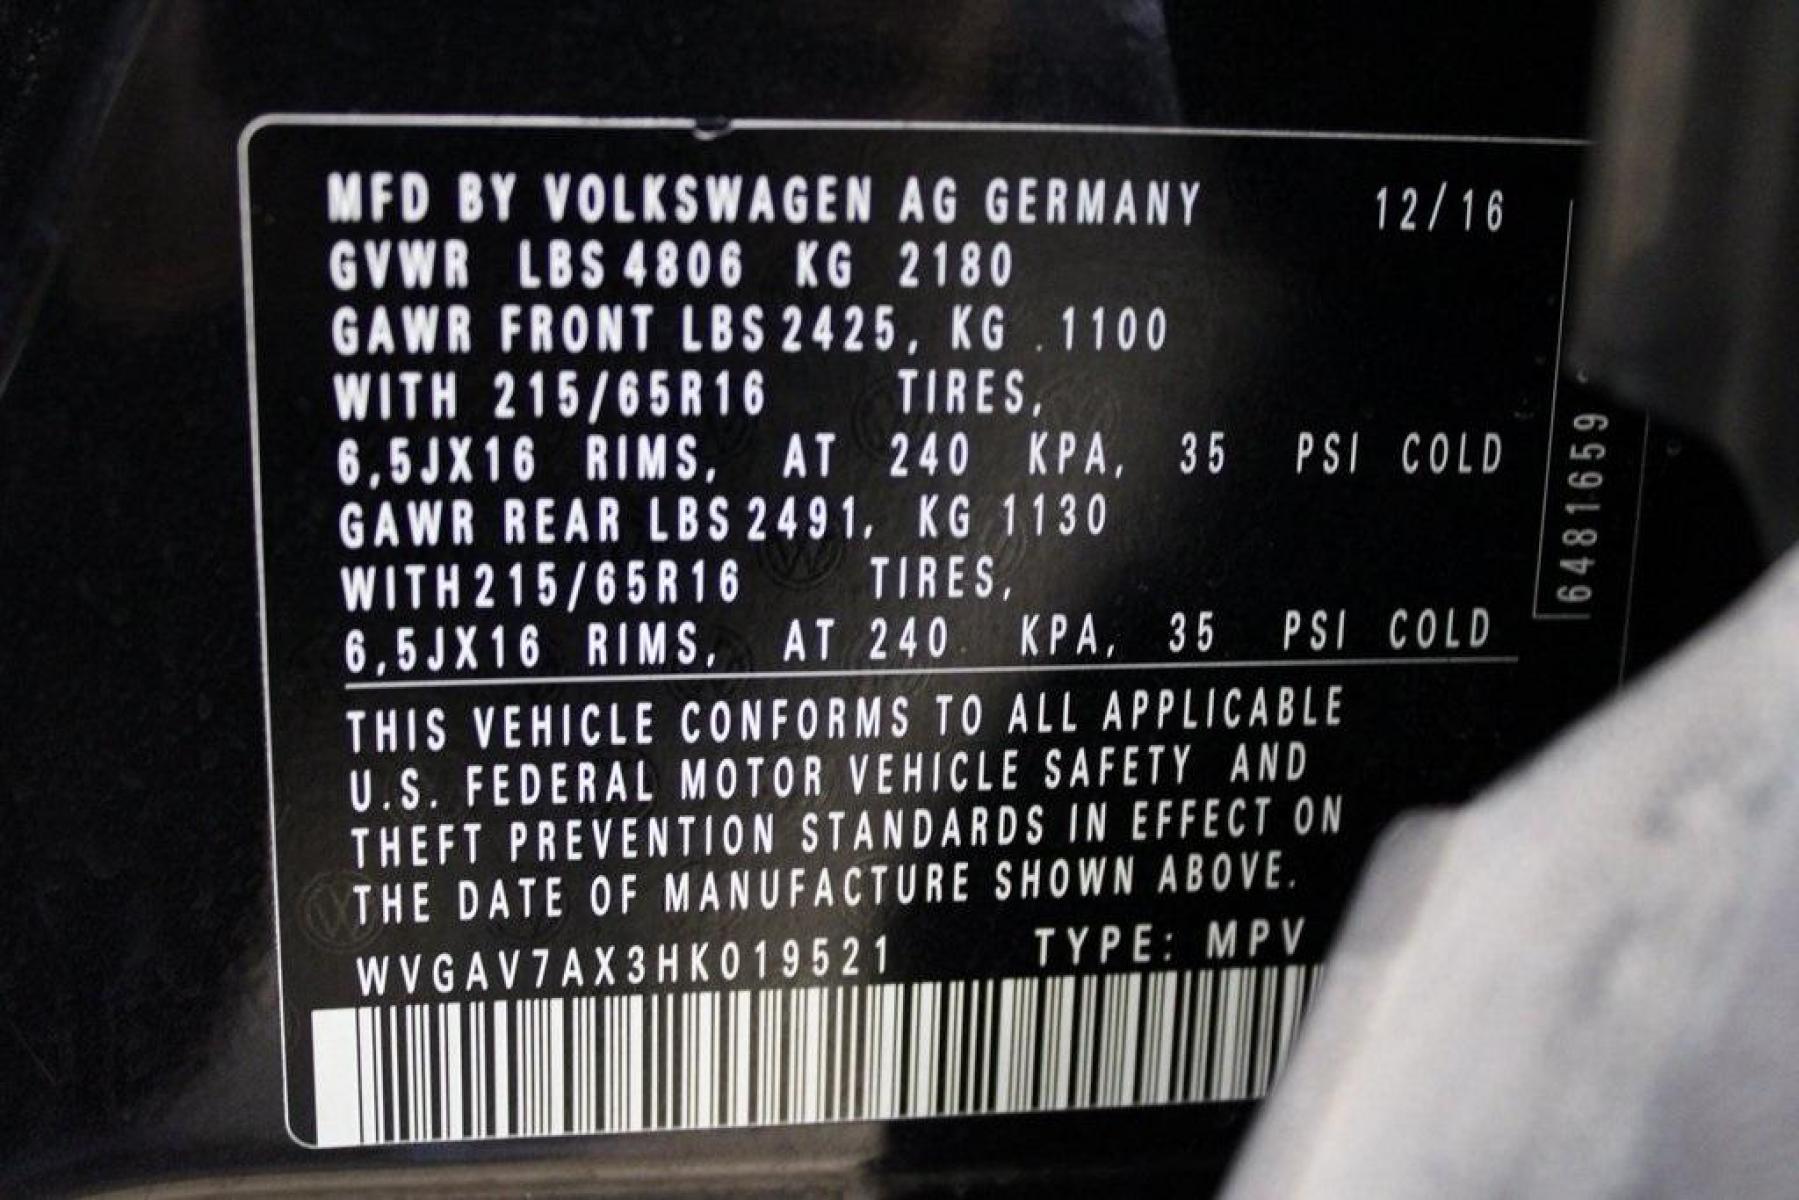 MFD BY VOLKSWAGEN AG GERMANY 12/16
GVWR LBS 4806 KG 2180
GAWR FRONT LBS 2425, KG .1100
WITH 215/65R16 TIRES,
6,5JX16 RIMS, AT 240 KPA, 35 PSI COLD
GAWR REAR LBS 2491, KG 1130
WITH 215/65R16 TIRES,
6,5JX16 RIMS, AT 240 KPA, 35 PSI COLD
6481659
THIS VEHICLE CONFORMS TO ALL APPLICABLE
U.S. FEDERAL MOTOR VEHICLE SAFETY AND
THEFT PREVENTION STANDARDS IN EFFECT ON
THE DATE OF MANUFACTURE SHOWN ABOVE.
WVGAV7AX3HK019521 TYPE: MPV